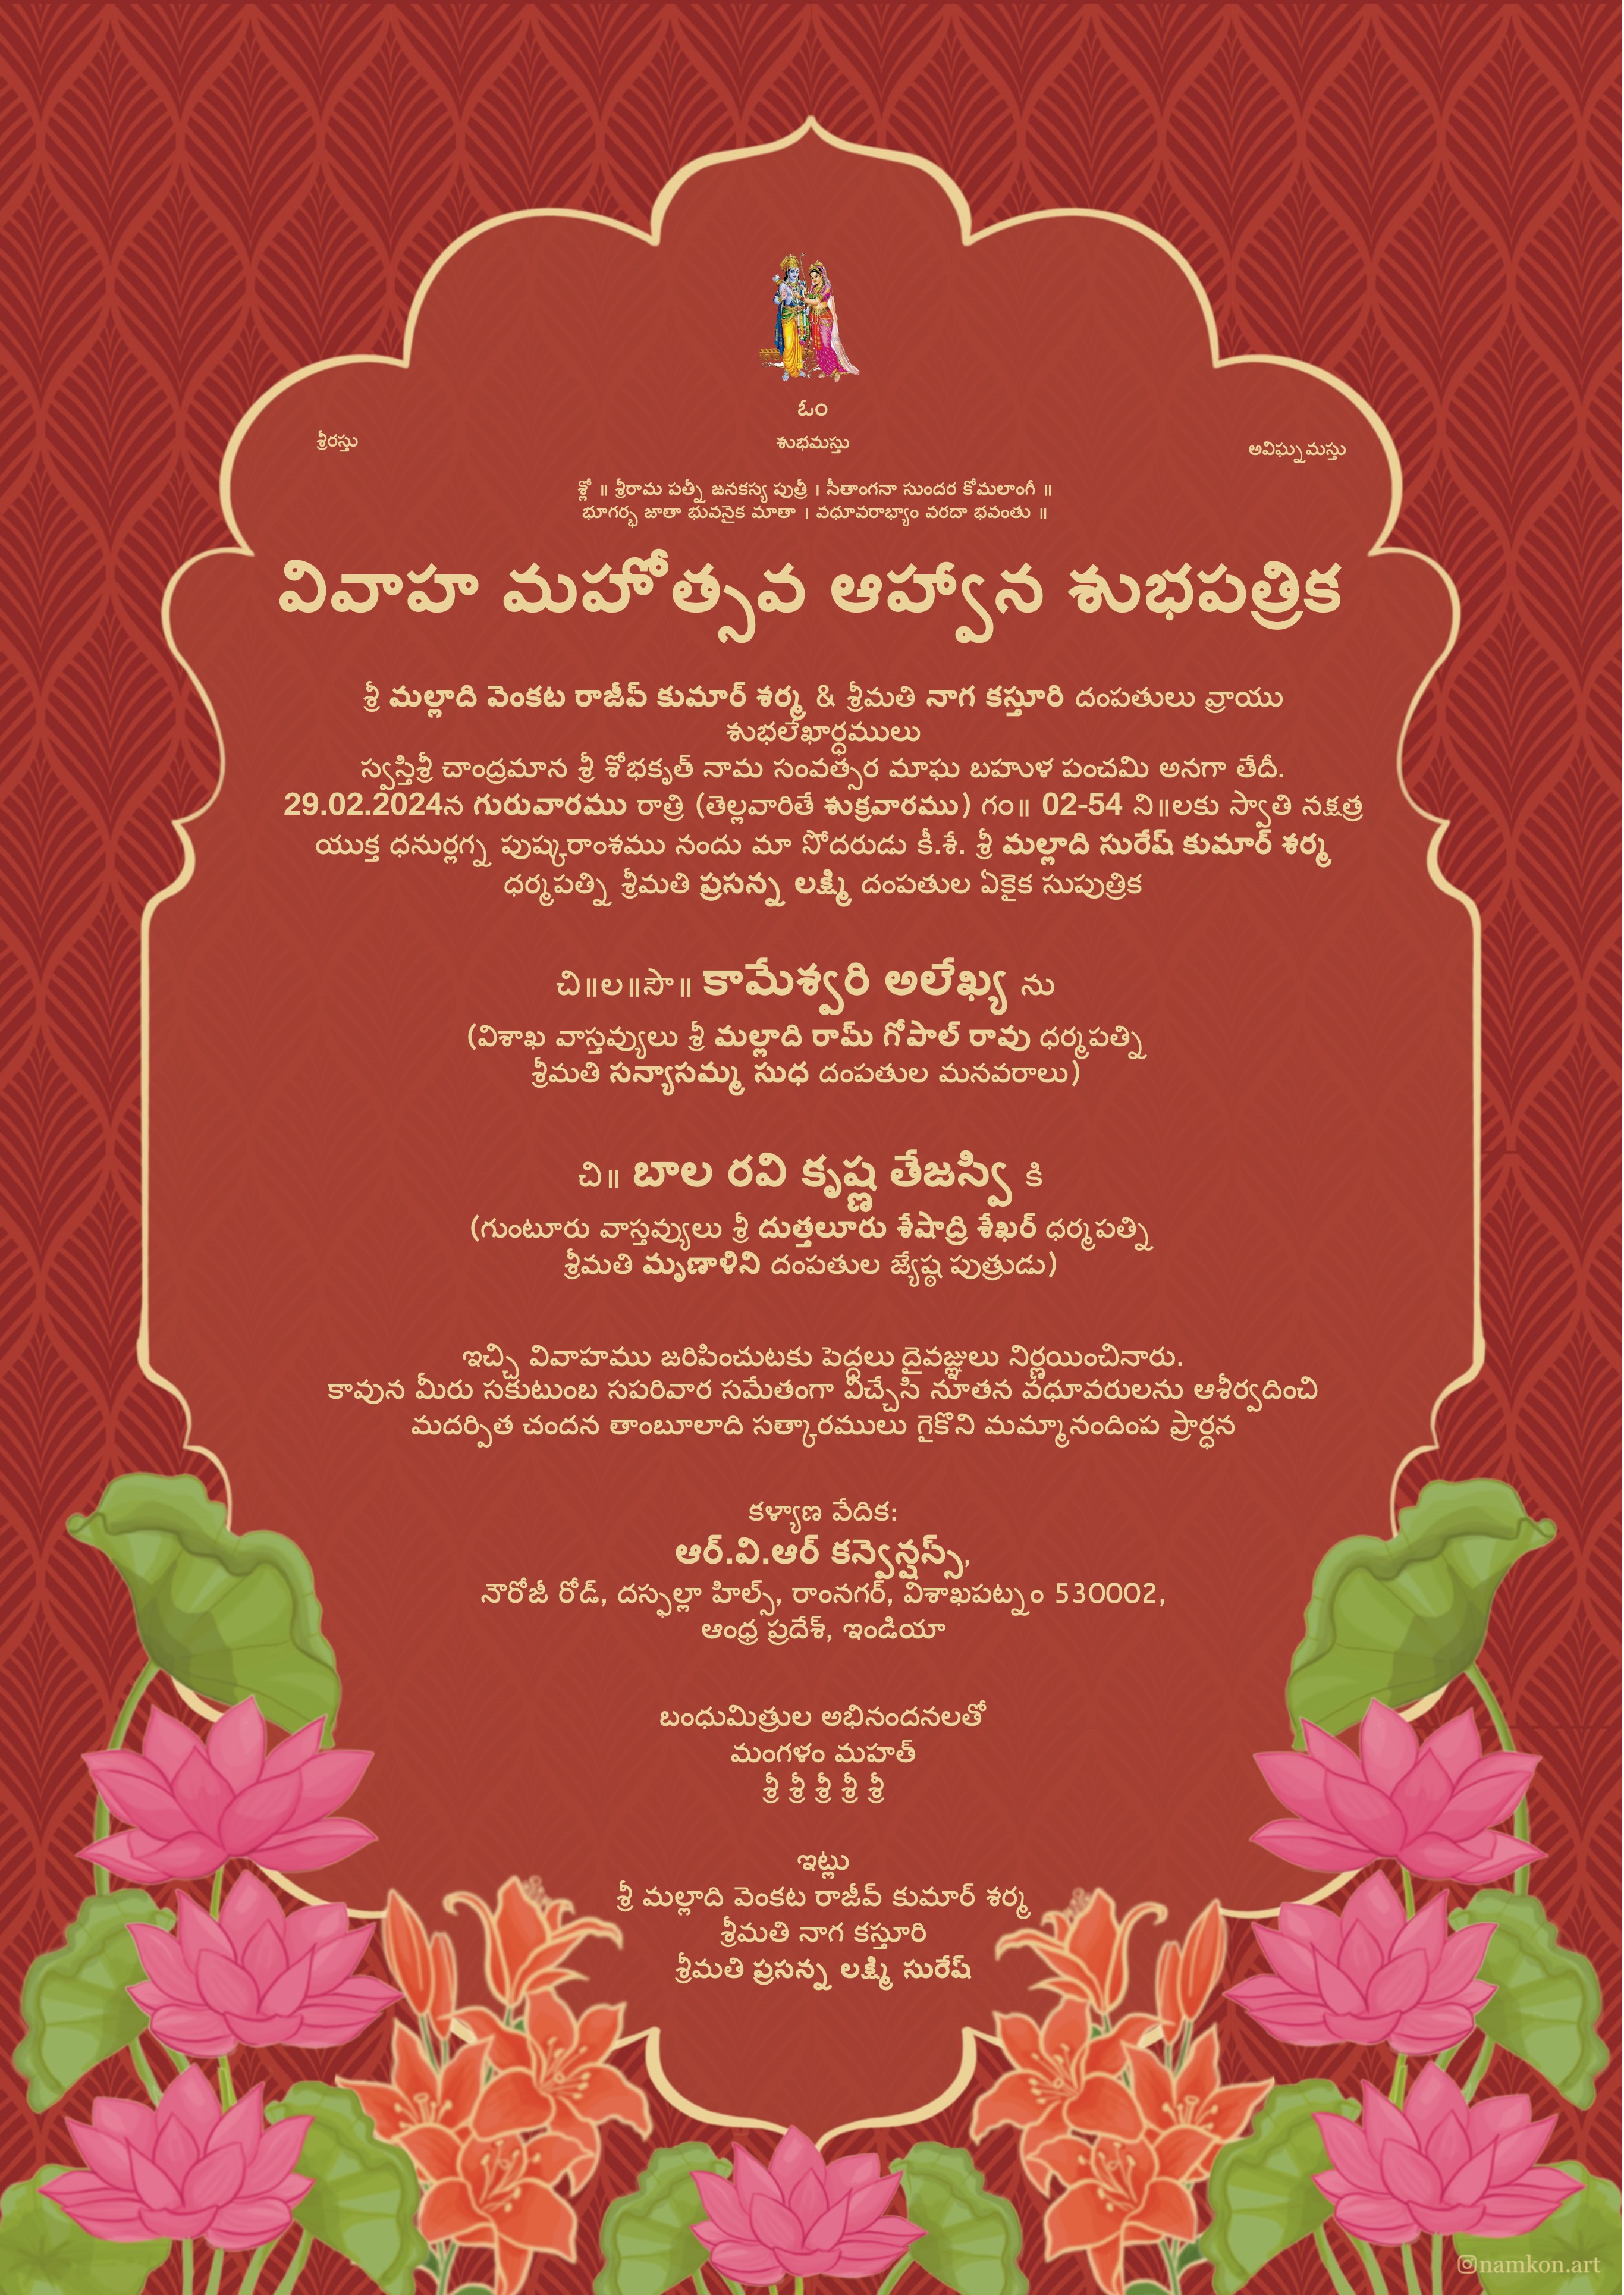 ఓం
శ్రీరస్తు
శుభమస్తు
అవిఘ్నమస్తు
శ్లో ॥ శ్రీరామ పత్నీ జనకస్య పుత్రీ । సీతాంగనా సుందర కోమలాంగీ ॥
భూగర్భ జాతా భువనైక మాతా । వధూవరాభ్యాం వరదా భవంతు ॥
వివాహ మహోత్సవ ఆహ్వాన శుభపత్రిక
శ్రీ మల్లాది వెంకట రాజీవ్ కుమార్ శర్మ & శ్రీమతి నాగ కస్తూరి దంపతులు వ్రాయు
శుభలేఖార్ధములు
స్వస్తిశ్రీ చాంద్రమాన శ్రీ శోభకృత్ నామ సంవత్సర మాఘ బహుళ పంచమి అనగా తేదీ.
29.02.2024న గురువారము రాత్రి (తెల్లవారితే శుక్రవారము) గం॥ 02-54 ని॥లకు స్వాతి నక్షత్ర
యుక్త ధనుర్లగ్న పుష్కరాంశము నందు మా సోదరుడు కీ.శే. శ్రీ మల్లాది సురేష్ కుమార్ శర్మ
ధర్మపత్ని శ్రీమతి ప్రసన్న లక్ష్మి దంపతుల ఏకైక సుపుత్రిక
చి॥ల॥సౌ॥ కామేశ్వరి అలేఖ్య ను
(విశాఖ వాస్తవ్యులు శ్రీ మల్లాది రామ్ గోపాల్ రావు ధర్మపత్ని
శ్రీమతి సన్యాసమ్మ సుధ దంపతుల మనవరాలు)
చి॥ బాల రవి కృష్ణ తేజస్వి కి
(గుంటూరు వాస్తవ్యులు శ్రీ దుత్తలూరు శేషాద్రి శేఖర్ ధర్మపత్ని
శ్రీమతి మృణాళిని దంపతుల జ్యేష్ఠ పుత్రుడు)
ఇచ్చి వివాహము జరిపించుటకు పెద్దలు దైవజ్ఞులు నిర్ణయించినారు.
కావున మీరు సకుటుంబ సపరివార సమేతంగా విచ్చేసి నూతన వధూవరులను ఆశీర్వదించి
మదర్పిత చందన తాంబూలాది సత్కారములు గైకొని మమ్మానందింప ప్రార్ధన
కళ్యాణ వేదిక:
ఆర్.వి.ఆర్ కన్వెన్షన్స్,
నౌరోజీ రోడ్, దస్ఫల్లా హిల్స్, రాంనగర్, విశాఖపట్నం 530002,
ఆంధ్ర ప్రదేశ్, ఇండియా
బంధుమిత్రుల అభినందనలతో
మంగళం మహత్
శ్రీ శ్రీ శ్రీ శ్రీ శ్రీ
ఇట్లు
శ్రీ మల్లాది వెంకట రాజీవ్ కుమార్ శర్మ
శ్రీమతి నాగ కస్తూరి
శ్రీమతి ప్రసన్న లక్ష్మి సురేష్
namkon.art